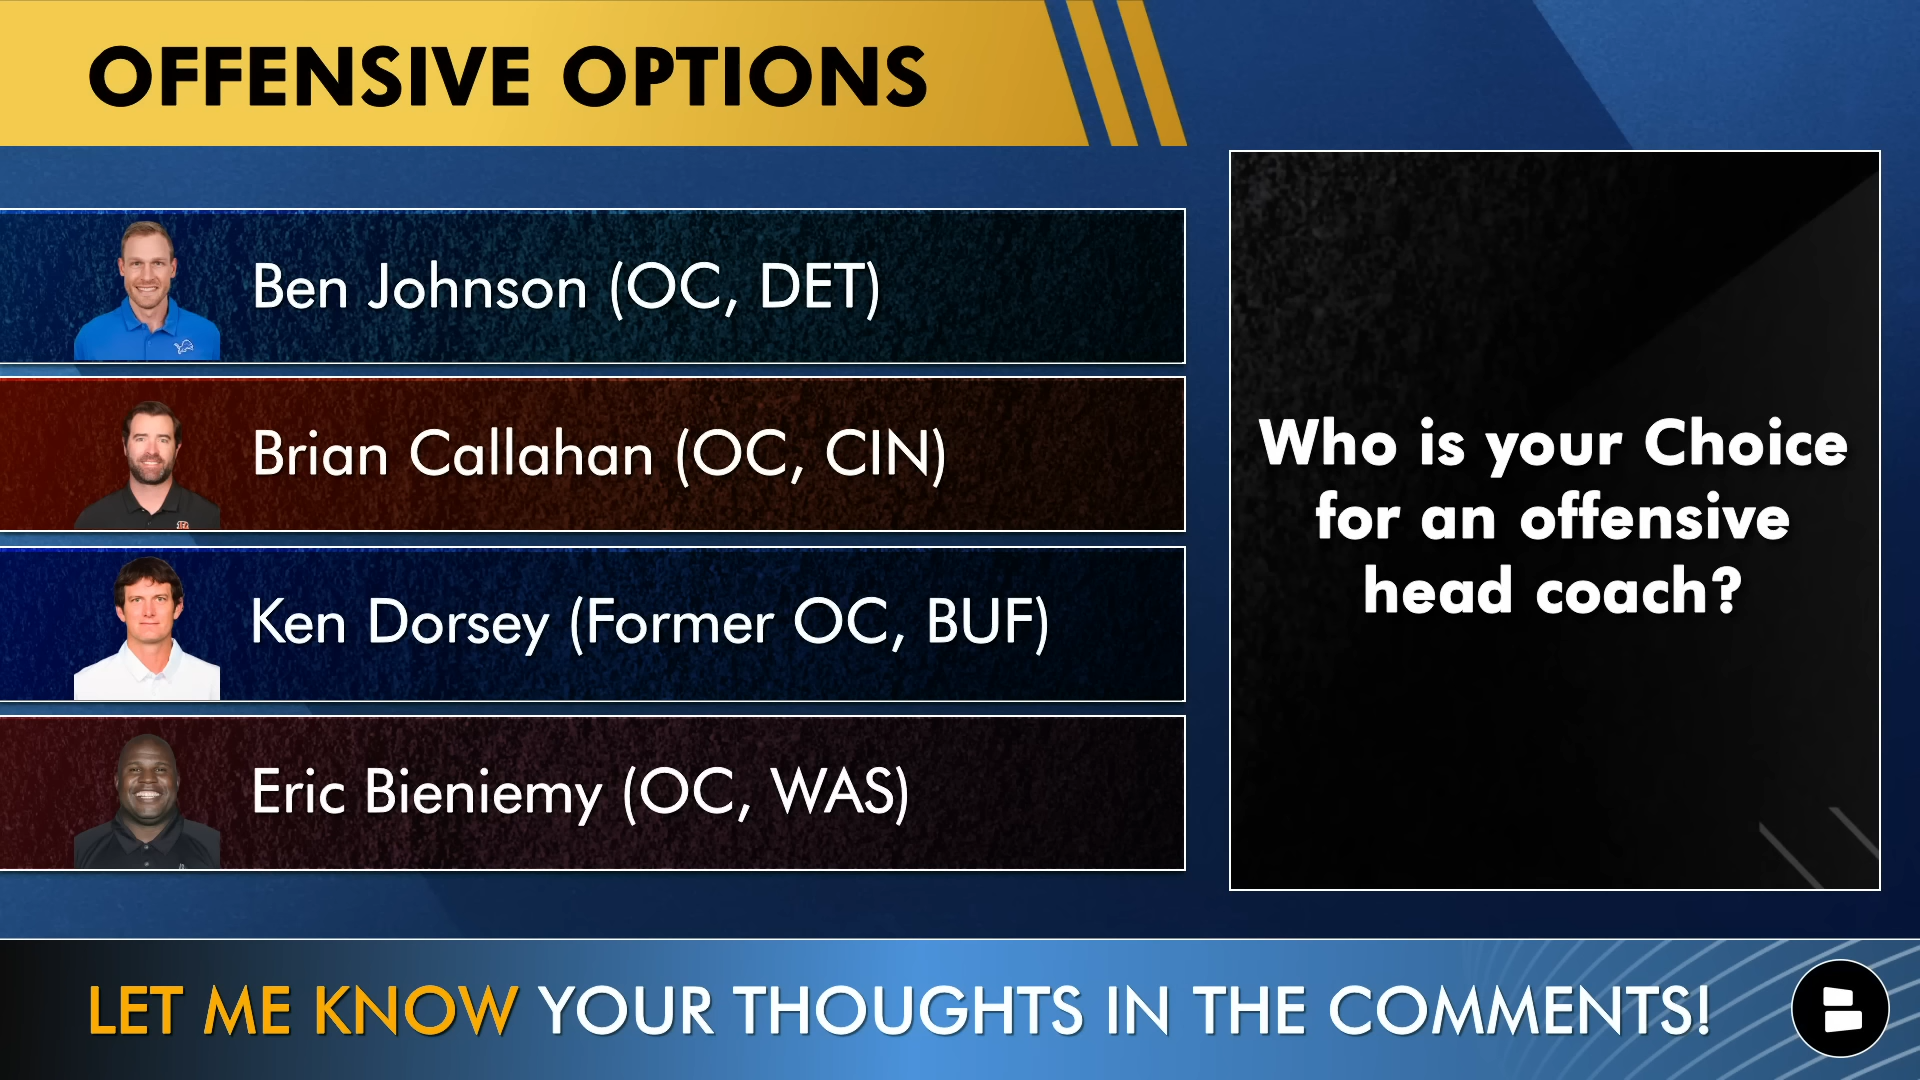 OFFENSIVE OPTIONS
Ben Johnson (OC, DET)
Brian Callahan (OC, CIN)
Ken Dorsey (Former OC, BUF)
Eric Bieniemy (OC, WAS)
Who is your Choice
for an offensive
head coach?
LET ME KNOW YOUR THOUGHTS IN THE COMMENTS!